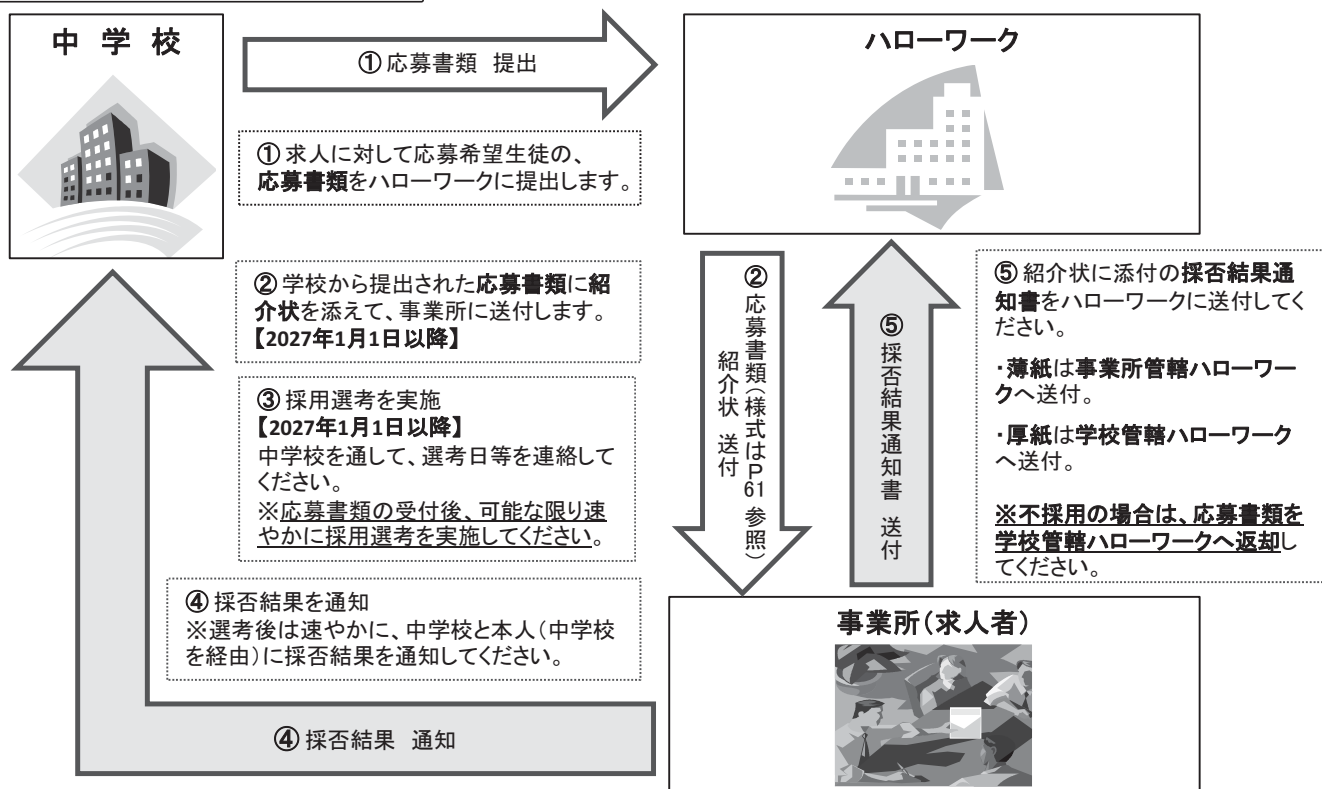 中 学 校
①応募書類 提出
ハローワーク
①求人に対して応募希望生徒の、
応募書類をハローワークに提出します。
②学校から提出された応募書類に紹
介状を添えて、事業所に送付します。
【2027年1月1日以降】
③採用選考を実施
【2027年1月1日以降】
中学校を通して、選考日等を連絡して
ください。
※応募書類の受付後、可能な限り速
やかに採用選考を実施してください。
④採否結果を通知
※選考後は速やかに、中学校と本人(中学校
を経由)に採否結果を通知してください。
④採否結果 通知
②応募書類(様式はP61参照)
紹介状 送付
⑤採否結果通知書 送付
⑤紹介状に添付の採否結果通
知書をハローワークに送付してく
ださい。
・薄紙は事業所管轄ハローワー
クへ送付。
・厚紙は学校管轄ハローワーク
へ送付。
※不採用の場合は、応募書類を
学校管轄ハローワークへ返却し
てください。
事業所(求人者)